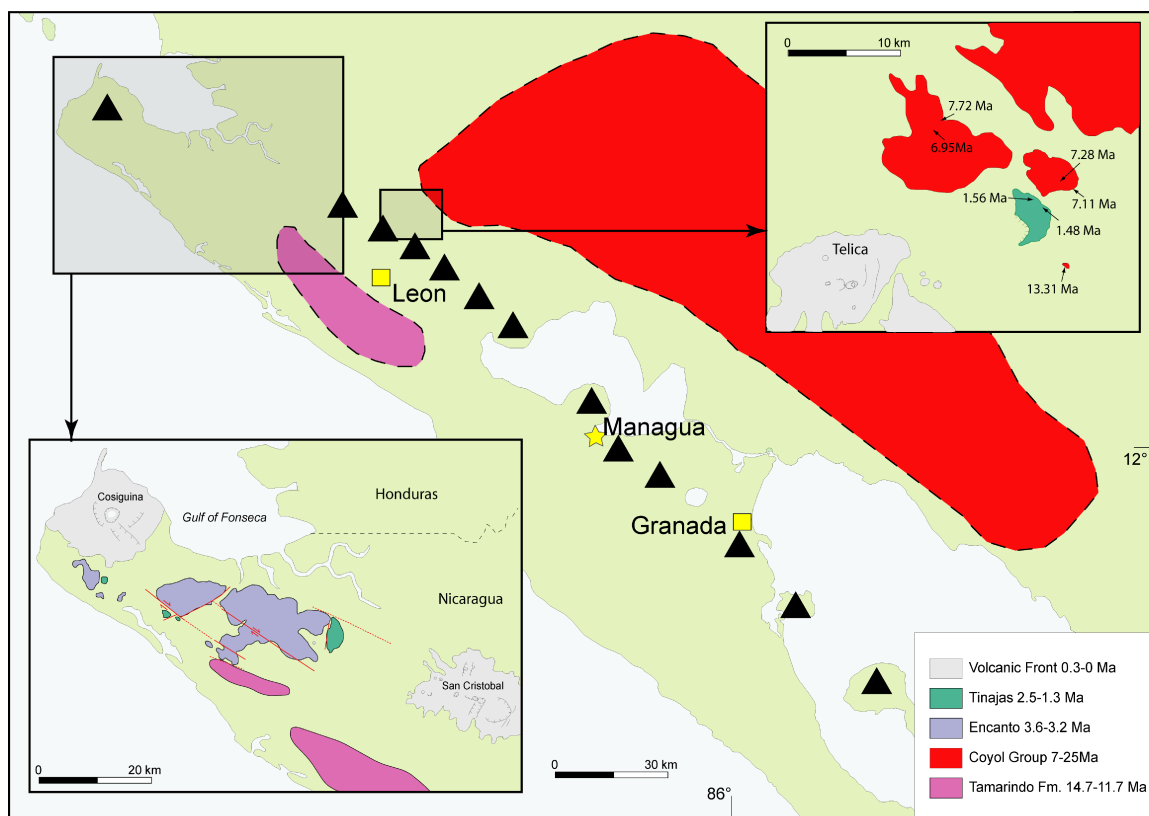 0 10 km
7.72 Ma
6.95Ma
7.28 Ma
1.56 Ma
7.11 Ma
1.48 Ma
Telica
13.31 Ma
Leon
Managua
12°
Granada
Honduras
Cosiguina
Gulf of Fonseca
Nicaragua
San Cristobal
0 20 km
0 30 km
86°
Volcanic Front 0.3-0 Ma
Tinajas 2.5-1.3 Ma
Encanto 3.6-3.2 Ma
Coyol Group 7-25Ma
Tamarindo Fm. 14.7-11.7 Ma